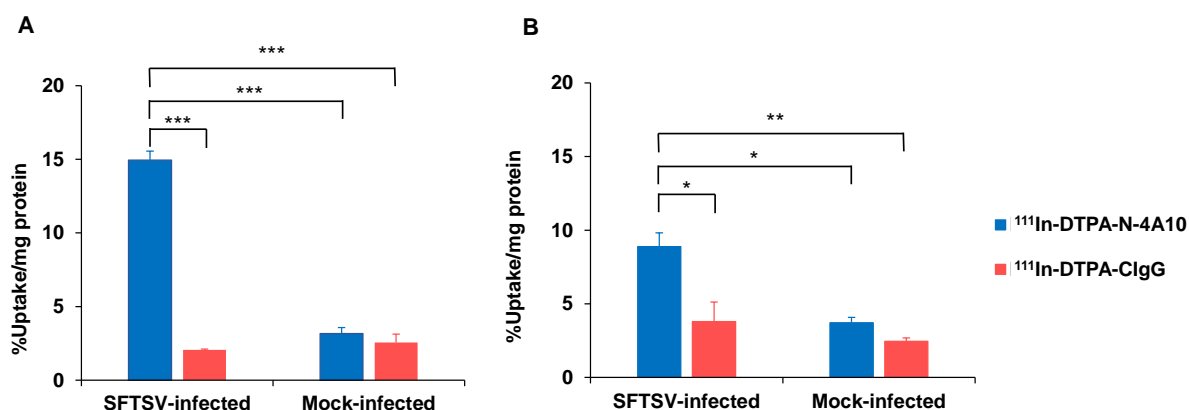 A
B
***
***
***
20
15
10
5
0
%Uptake/mg protein
SFTSV-infected
Mock-infected
**
*
*
20
15
10
5
0
%Uptake/mg protein
SFTSV-infected
Mock-infected
¹¹¹In-DTPA-N-4A10
¹¹¹In-DTPA-CIgG